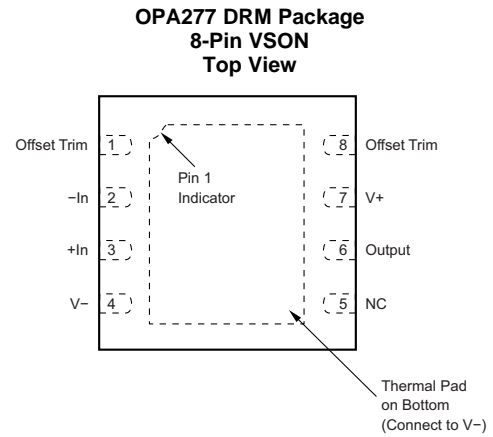 OPA277 DRM Package
8-Pin VSON
Top View
Offset Trim 1 8 Offset Trim
Pin 1
Indicator
−In 2 7 V+
+In 3 6 Output
V− 4 5 NC
Thermal Pad
on Bottom
(Connect to V−)